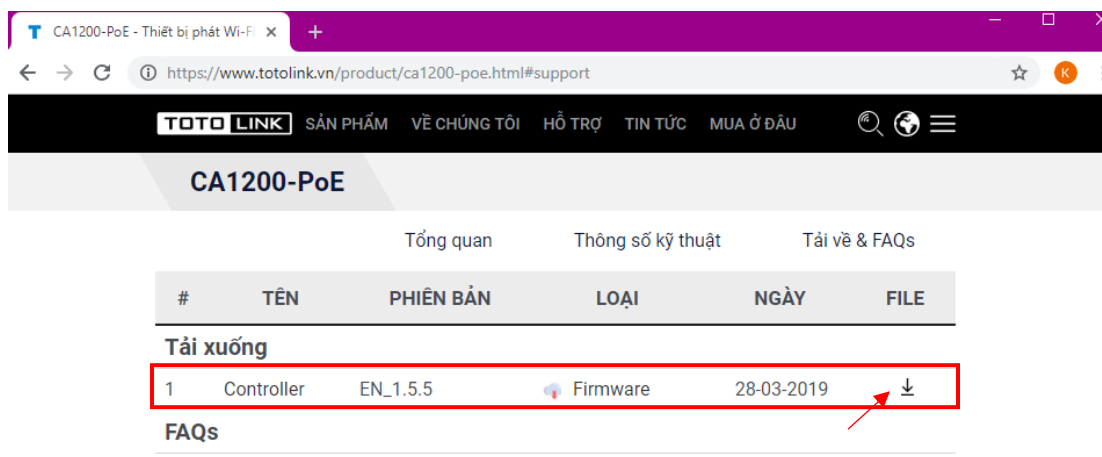 T CA1200-PoE - Thiết bị phát Wi-Fi
https://www.totolink.vn/product/ca1200-poe.html#support K
TOTO LINK SẢN PHẨM VỀ CHÚNG TÔI HỖ TRỢ TIN TỨC MUA Ở ĐÂU
CA1200-PoE
Tổng quan Thông số kỹ thuật Tải về & FAQs
# TÊN PHIÊN BẢN LOẠI NGÀY FILE
Tải xuống
1 Controller EN_1.5.5 Firmware 28-03-2019
FAQs